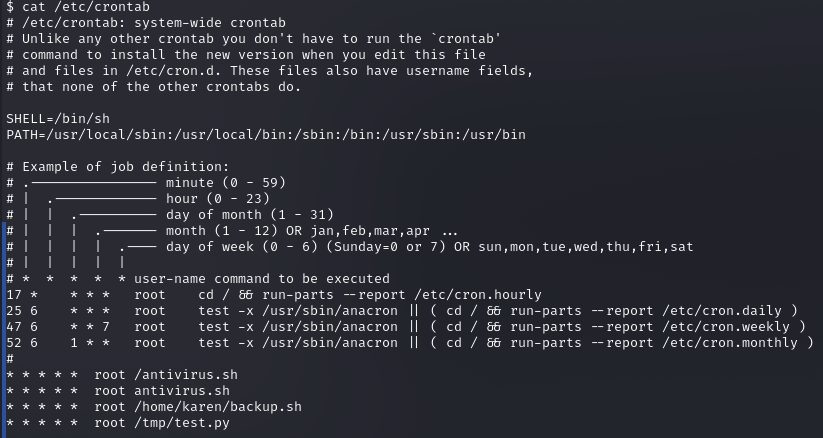 $ cat /etc/crontab
# /etc/crontab: system-wide crontab
# Unlike any other crontab you don't have to run the `crontab'
# command to install the new version when you edit this file
# and files in /etc/cron.d. These files also have username fields,
# that none of the other crontabs do.

SHELL=/bin/sh
PATH=/usr/local/sbin:/usr/local/bin:/sbin:/bin:/usr/sbin:/usr/bin

# Example of job definition:
# .---------------- minute (0 - 59)
# |  .------------- hour (0 - 23)
# |  |  .---------- day of month (1 - 31)
# |  |  |  .------- month (1 - 12) OR jan,feb,mar,apr ...
# |  |  |  |  .---- day of week (0 - 6) (Sunday=0 or 7) OR sun,mon,tue,wed,thu,fri,sat
# |  |  |  |  |
# *  *  *  *  * user-name command to be executed
17 *    * * *   root    cd / && run-parts --report /etc/cron.hourly
25 6    * * *   root    test -x /usr/sbin/anacron || ( cd / && run-parts --report /etc/cron.daily )
47 6    * * 7   root    test -x /usr/sbin/anacron || ( cd / && run-parts --report /etc/cron.weekly )
52 6    1 * *   root    test -x /usr/sbin/anacron || ( cd / && run-parts --report /etc/cron.monthly )
#
* * * * *  root /antivirus.sh
* * * * *  root antivirus.sh
* * * * *  root /home/karen/backup.sh
* * * * *  root /tmp/test.py